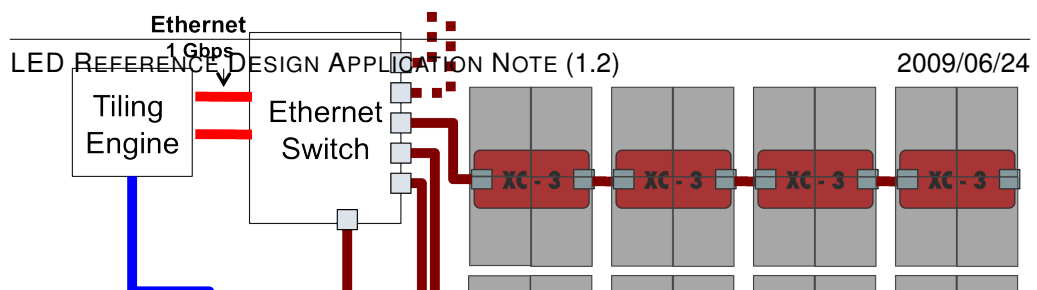 Ethernet
1 Gbps
LED REFERENCE DESIGN APPLICATION NOTE (1.2) 2009/06/24
Tiling
Engine
Ethernet
Switch
XC - 3 XC - 3 XC - 3 XC - 3